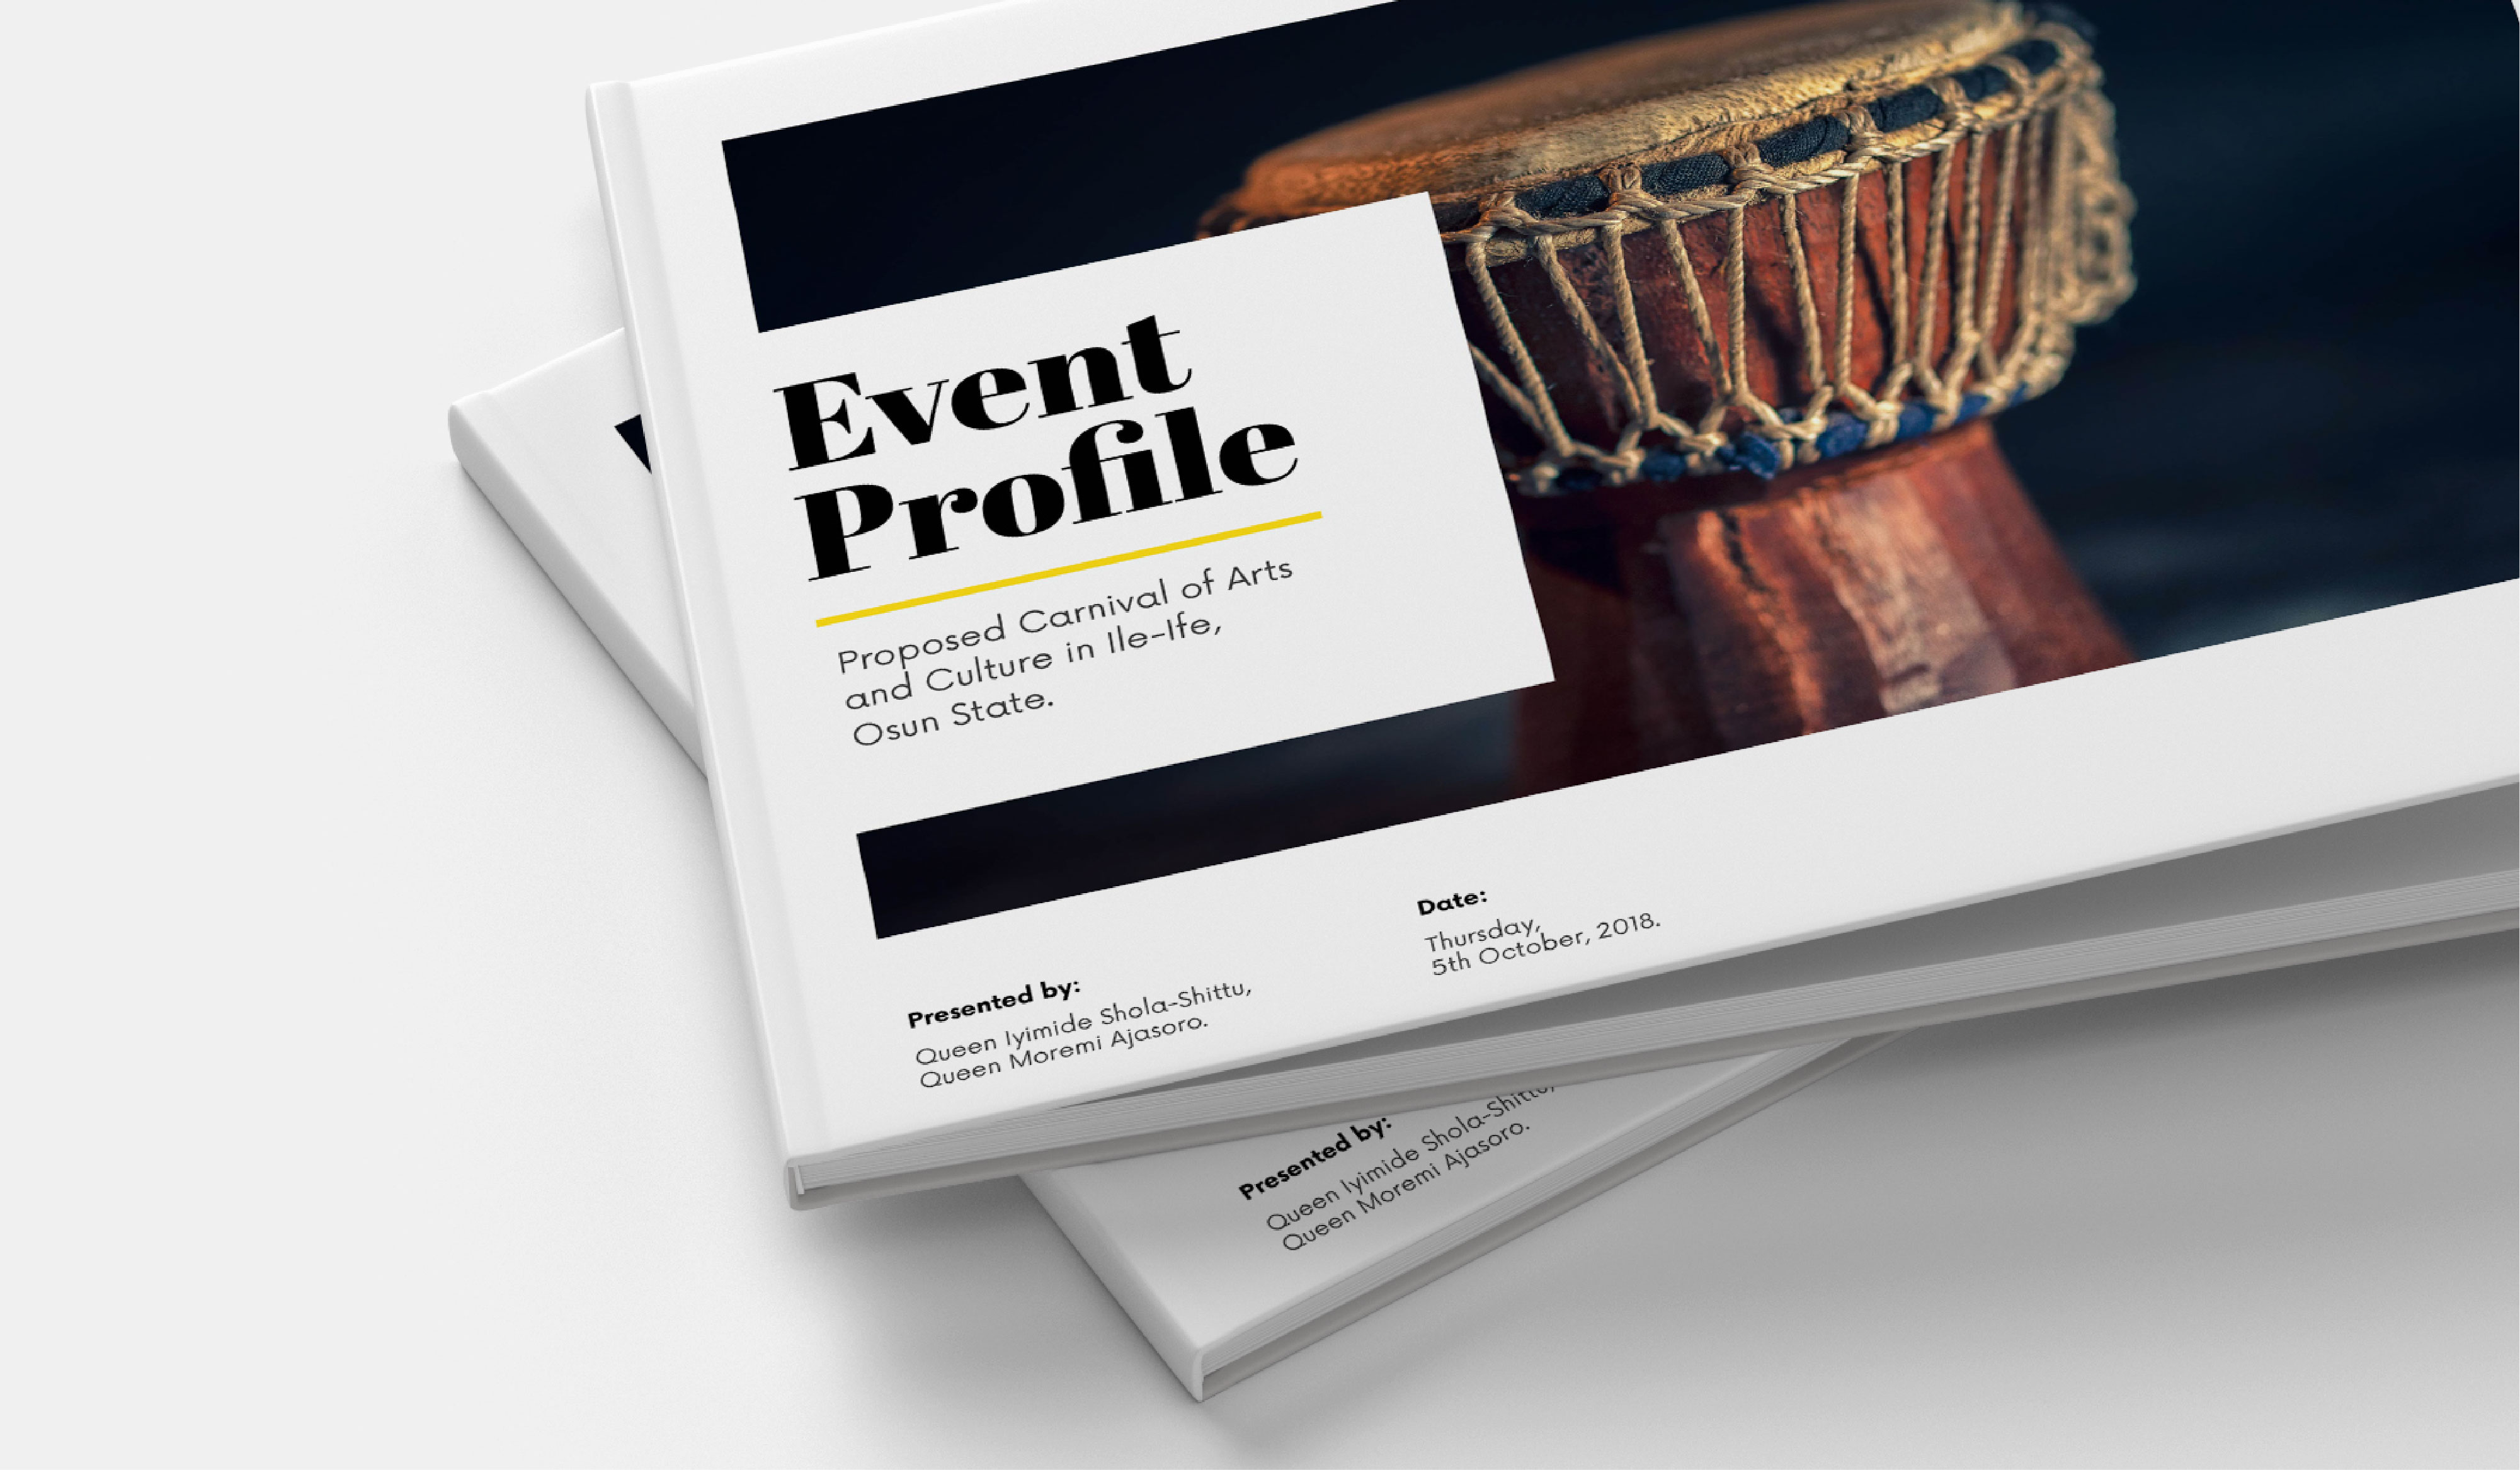 Event
Profile
Proposed Carnival of Arts
and Culture in Ile-Ife,
Osun State.
Date:
Thursday,
5th October, 2018.
Presented by:
Queen Iyimide Shola-Shittu,
Queen Moremi Ajasoro.
Presented by:
Queen Iyimide Shola-Shittu,
Queen Moremi Ajasoro.